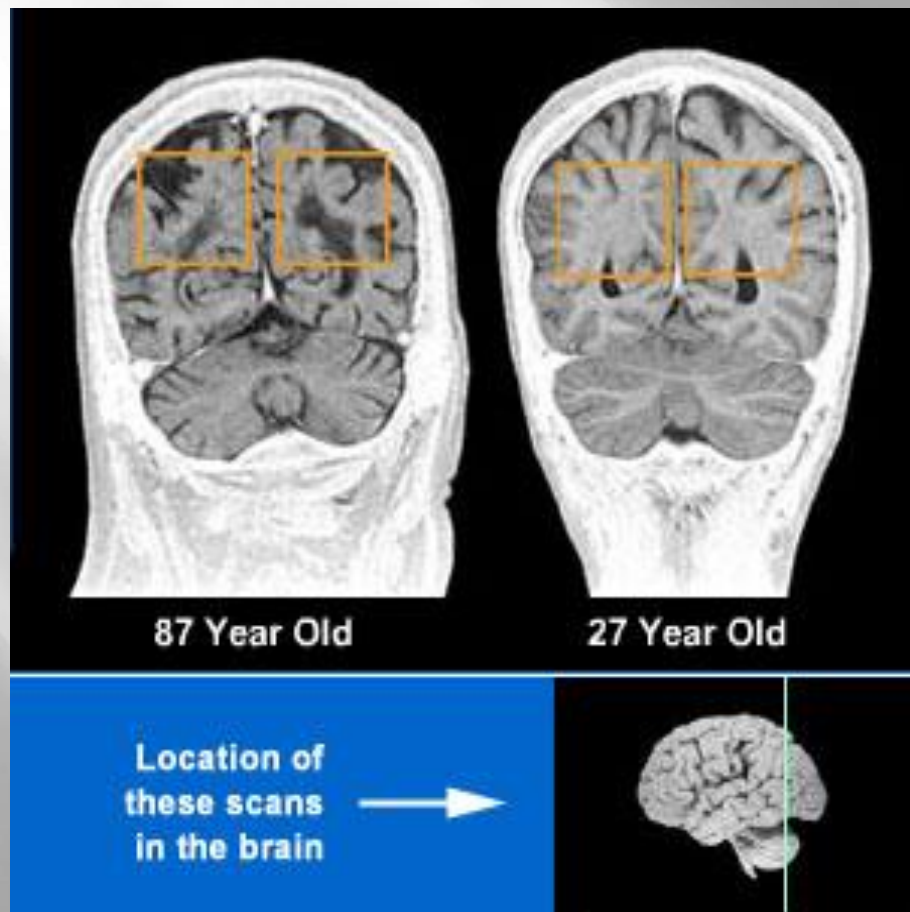 87 Year Old
27 Year Old
Location of
these scans
in the brain